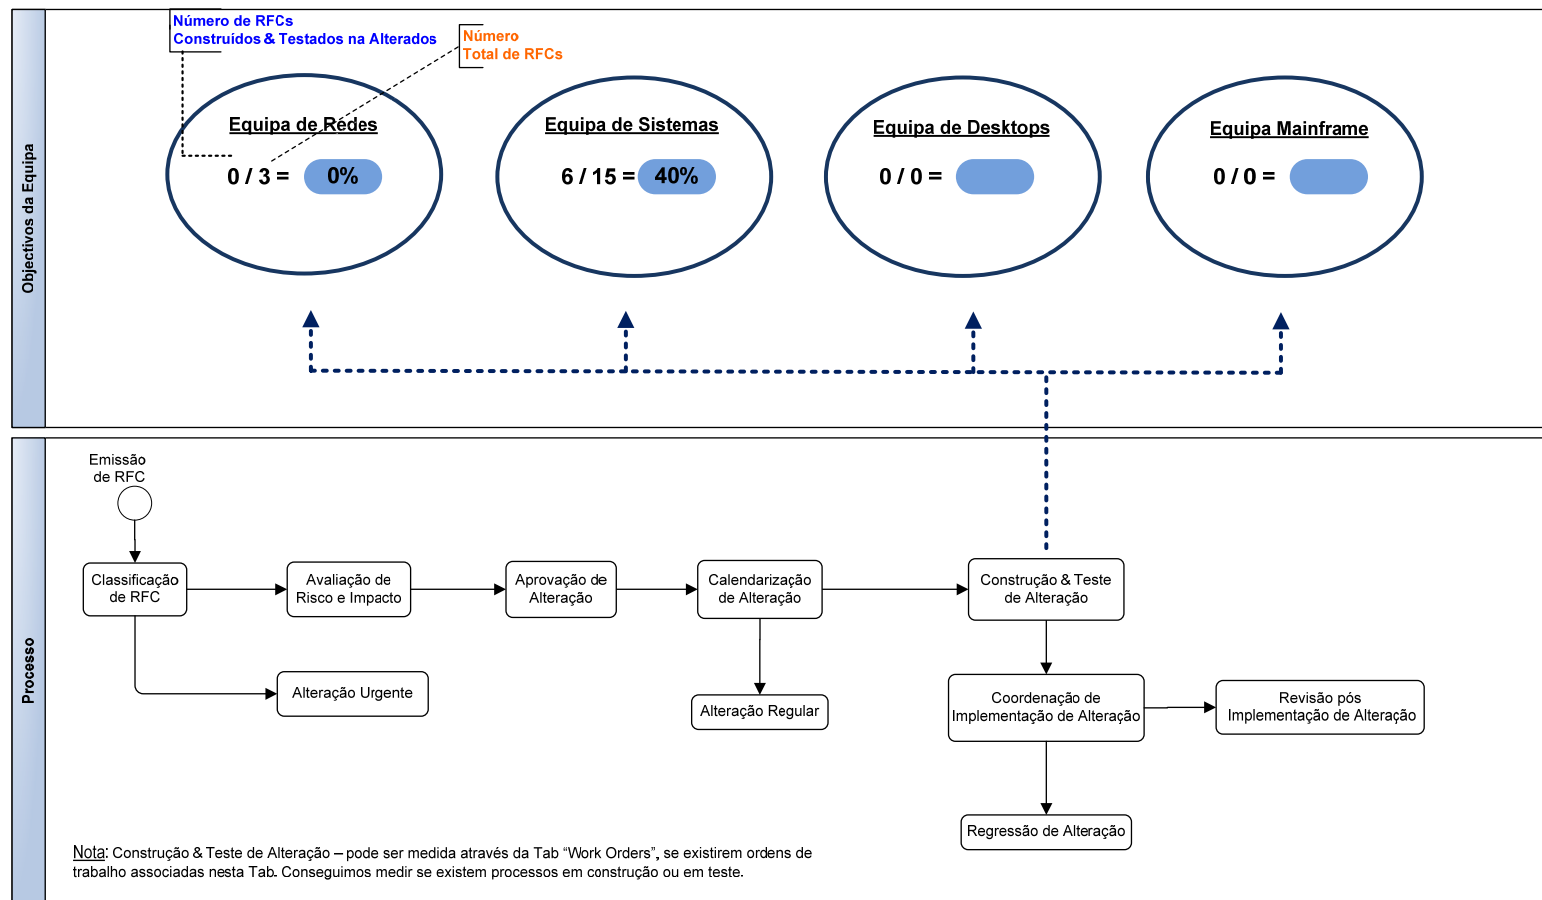 Objectivos da Equipa
Número de RFCs
Construidos & Testados na Alterados
Número
Total de RFCs
Equipa de Rédes
0 / 3 = 0%
Equipa de Sistemas
6 / 15 = 40%
Equipa de Desktops
0 / 0 =
Equipa Mainframe
0 / 0 =
Processo
Emissão
de RFC
Classificação
de RFC
Avaliação de
Risco e Impacto
Aprovação de
Alteração
Calendarização
de Alteração
Construção & Teste
de Alteração
Alteração Urgente
Alteração Regular
Coordenação de
Implementação de Alteração
Revisão pós
Implementação de Alteração
Regressão de Alteração
Nota: Construção & Teste de Alteração – pode ser medida através da Tab “Work Orders”, se existirem ordens de
trabalho associadas nesta Tab. Conseguimos medir se existem processos em construção ou em teste.